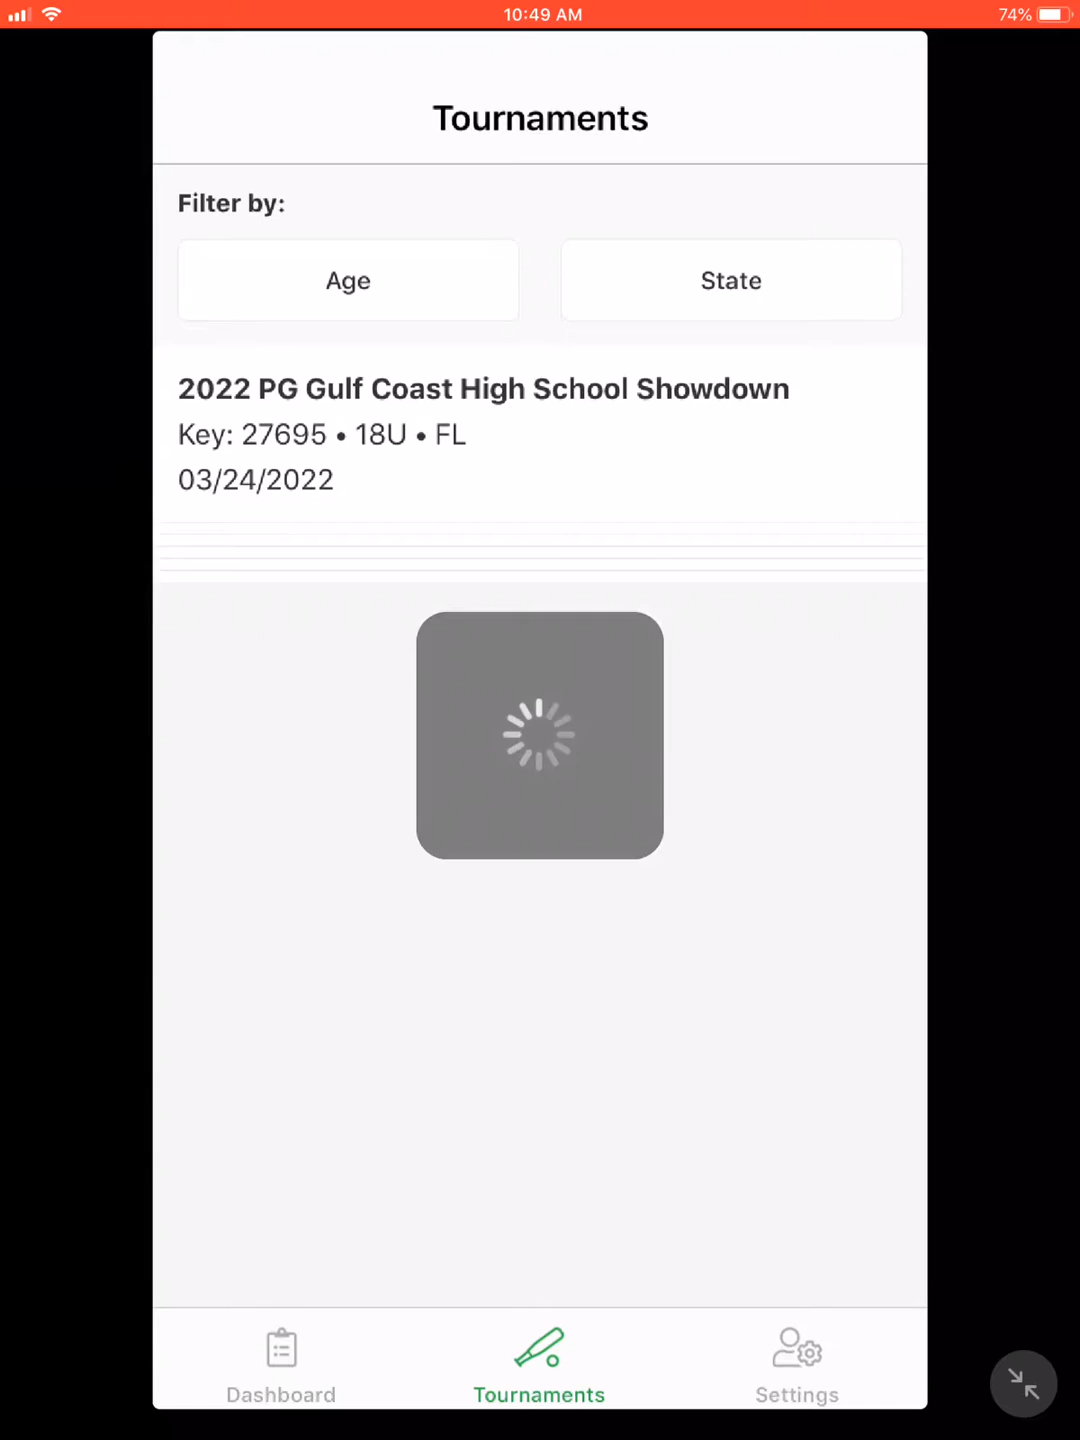 10:49 AM
74%
Tournaments
Filter by:
Age
State
2022 PG Gulf Coast High School Showdown
Key: 27695 • 18U • FL
03/24/2022
Dashboard
Tournaments
Settings